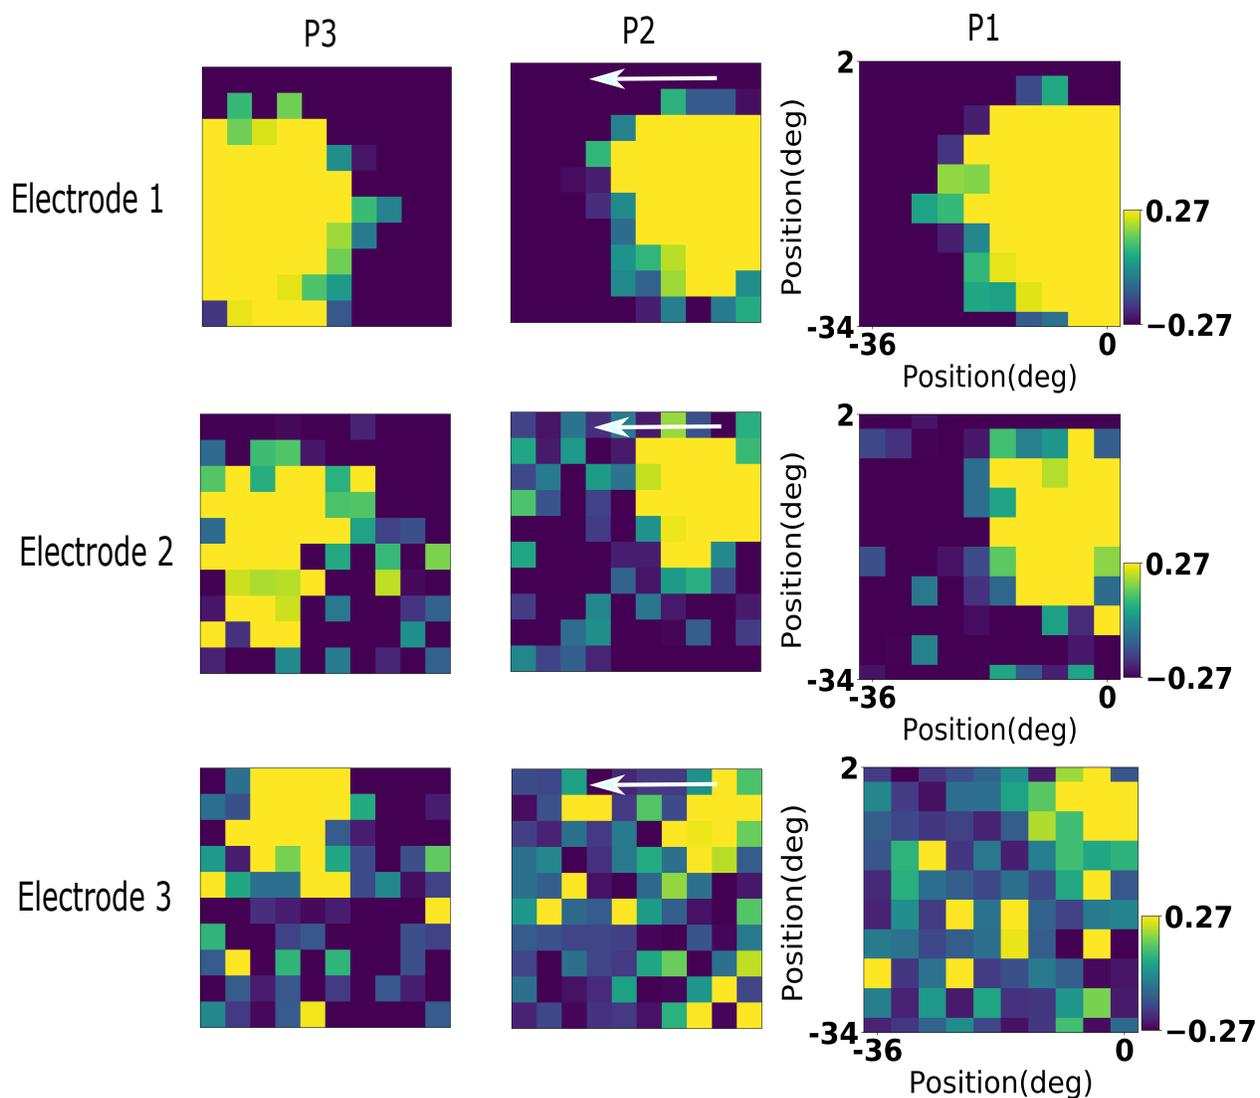 P3 P2 P1
Electrode 1
2
-34
-36 0
Position(deg)
Position(deg)
0.27
−0.27
Electrode 2
2
-34
-36 0
Position(deg)
Position(deg)
0.27
−0.27
Electrode 3
2
-34
-36 0
Position(deg)
Position(deg)
0.27
−0.27